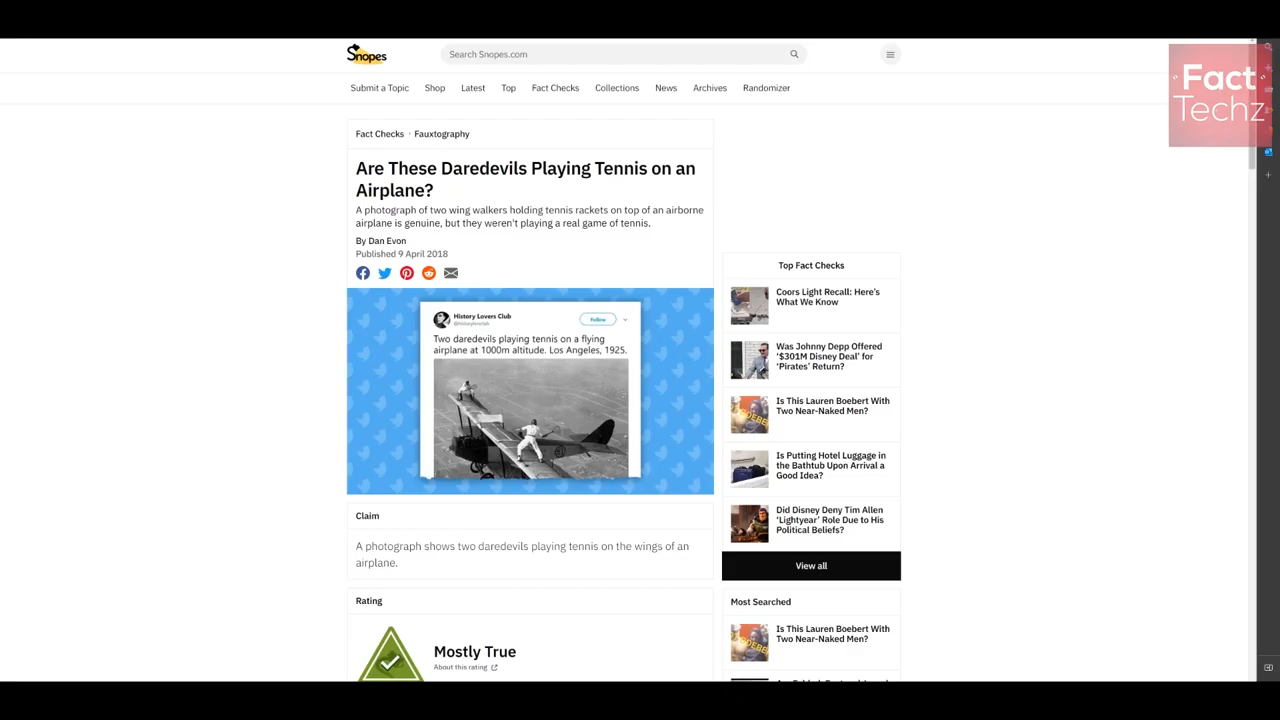 Snopes
Search Snopes.com
Submit a Topic Shop Latest Top Fact Checks Collections News Archives Randomizer
Fact Techz
Fact Checks › Fauxtography
Are These Daredevils Playing Tennis on an
Airplane?
A photograph of two wing walkers holding tennis rackets on top of an airborne
airplane is genuine, but they weren't playing a real game of tennis.
By Dan Evon
Published 9 April 2018
History Lovers Club
Follow
Two daredevils playing tennis on a flying
airplane at 1000m altitude. Los Angeles, 1925.
Claim
A photograph shows two daredevils playing tennis on the wings of an
airplane.
Rating
Mostly True
About this rating
Top Fact Checks
Coors Light Recall: Here's
What We Know
Was Johnny Depp Offered
‘$301M Disney Deal’ for
‘Pirates’ Return?
Is This Lauren Boebert With
Two Near-Naked Men?
Is Putting Hotel Luggage in
the Bathtub Upon Arrival a
Good Idea?
Did Disney Deny Tim Allen
‘Lightyear’ Role Due to His
Political Beliefs?
View all
Most Searched
Is This Lauren Boebert With
Two Near-Naked Men?